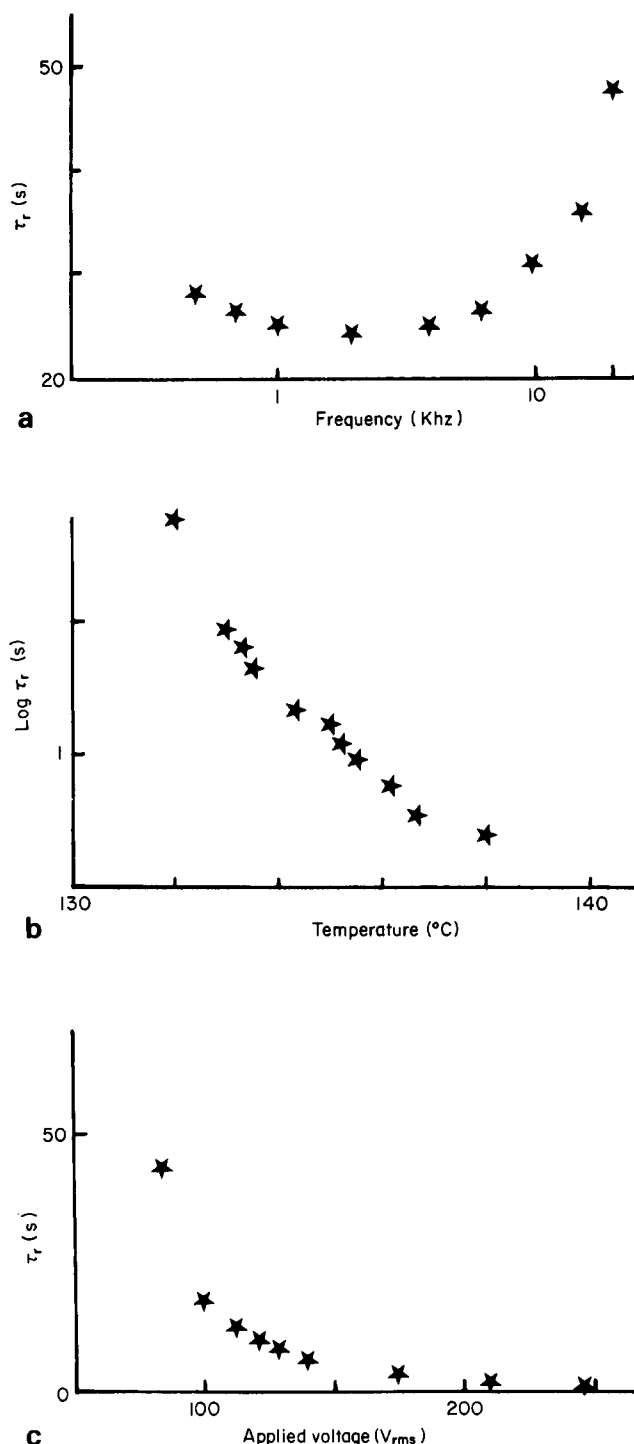 50
τr (s)
20
1
10
Frequency (Khz)
a
Log τr (s)
1
130
140
Temperature (°C)
b
50
τr (s)
0
100
200
Applied voltage (Vrms)
c